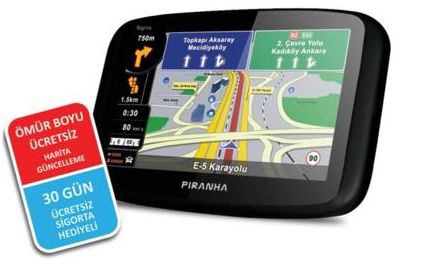 Sigma
750m
Topkapı Aksaray
Mecidiyeköy
2. Çevre Yolu
Kadıköy Ankara
1.5km
0:30
80
90
E-5 Karayolu
PIRANHA
ÖMÜR BOYU
ÜCRETSİZ
HARİTA
GÜNCELLEME
30 GÜN
ÜCRETSİZ
SİGORTA
HEDİYELİ